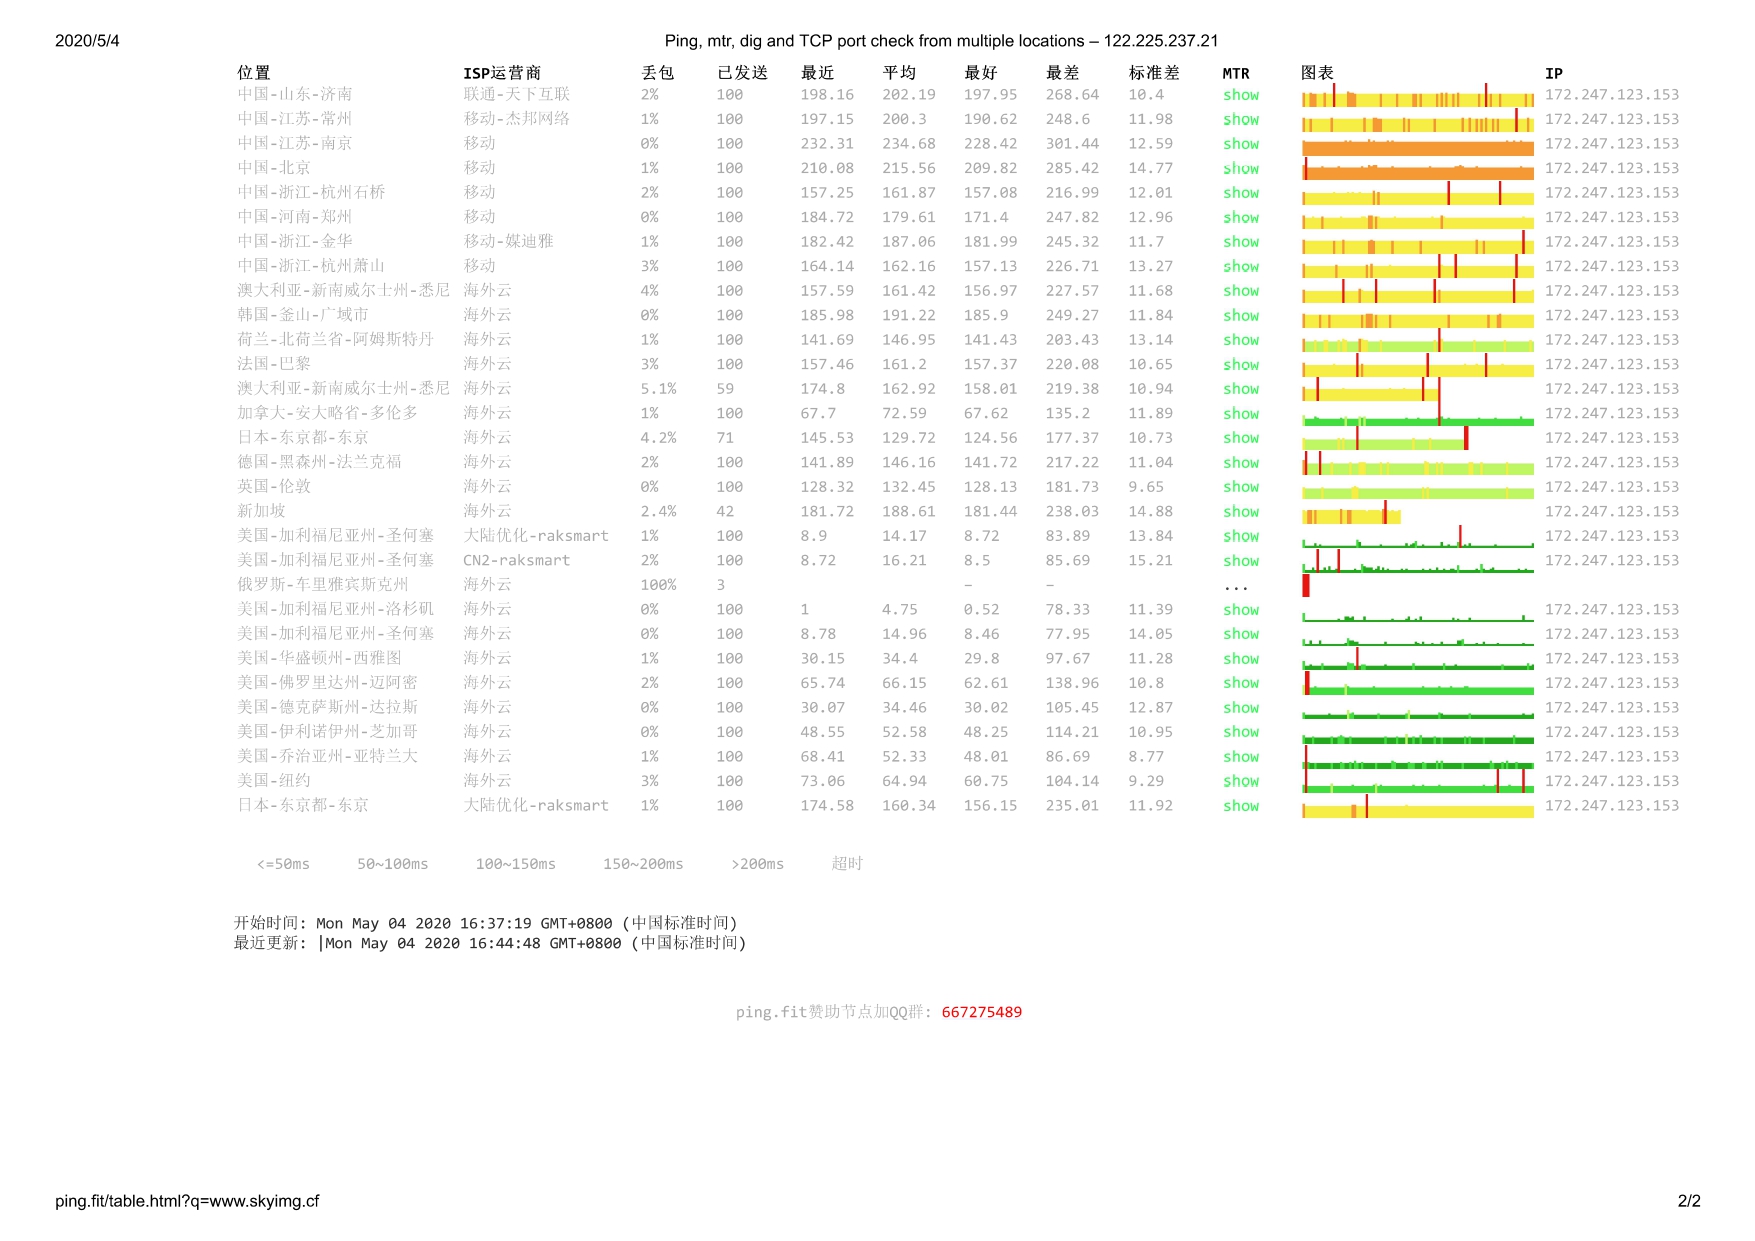 2020/5/4 Ping, mtr, dig and TCP port check from multiple locations – 122.225.237.21
位置 ISP运营商 丢包 已发送 最近 平均 最好 最差 标准差 MTR 图表 IP
中国-山东-济南 联通-天下互联 2% 100 198.16 202.19 197.95 268.64 10.4 show 172.247.123.153
中国-江苏-常州 移动-杰邦网络 1% 100 197.15 200.3 190.62 248.6 11.98 show 172.247.123.153
中国-江苏-南京 移动 0% 100 232.31 234.68 228.42 301.44 12.59 show 172.247.123.153
中国-北京 移动 1% 100 210.08 215.56 209.82 285.42 14.77 show 172.247.123.153
中国-浙江-杭州石桥 移动 2% 100 157.25 161.87 157.08 216.99 12.01 show 172.247.123.153
中国-河南-郑州 移动 0% 100 184.72 179.61 171.4 247.82 12.96 show 172.247.123.153
中国-浙江-金华 移动-媒迪雅 1% 100 182.42 187.06 181.99 245.32 11.7 show 172.247.123.153
中国-浙江-杭州萧山 移动 3% 100 164.14 162.16 157.13 226.71 13.27 show 172.247.123.153
澳大利亚-新南威尔士州-悉尼 海外云 4% 100 157.59 161.42 156.97 227.57 11.68 show 172.247.123.153
韩国-釜山-广域市 海外云 0% 100 185.98 191.22 185.9 249.27 11.84 show 172.247.123.153
荷兰-北荷兰省-阿姆斯特丹 海外云 1% 100 141.69 146.95 141.43 203.43 13.14 show 172.247.123.153
法国-巴黎 海外云 3% 100 157.46 161.2 157.37 220.08 10.65 show 172.247.123.153
澳大利亚-新南威尔士州-悉尼 海外云 5.1% 59 174.8 162.92 158.01 219.38 10.94 show 172.247.123.153
加拿大-安大略省-多伦多 海外云 1% 100 67.7 72.59 67.62 135.2 11.89 show 172.247.123.153
日本-东京都-东京 海外云 4.2% 71 145.53 129.72 124.56 177.37 10.73 show 172.247.123.153
德国-黑森州-法兰克福 海外云 2% 100 141.89 146.16 141.72 217.22 11.04 show 172.247.123.153
英国-伦敦 海外云 0% 100 128.32 132.45 128.13 181.73 9.65 show 172.247.123.153
新加坡 海外云 2.4% 42 181.72 188.61 181.44 238.03 14.88 show 172.247.123.153
美国-加利福尼亚州-圣何塞 大陆优化-raksmart 1% 100 8.9 14.17 8.72 83.89 13.84 show 172.247.123.153
美国-加利福尼亚州-圣何塞 CN2-raksmart 2% 100 8.72 16.21 8.5 85.69 15.21 show 172.247.123.153
俄罗斯-车里雅宾斯克州 海外云 100% 3 – – ...
美国-加利福尼亚州-洛杉矶 海外云 0% 100 1 4.75 0.52 78.33 11.39 show 172.247.123.153
美国-加利福尼亚州-圣何塞 海外云 0% 100 8.78 14.96 8.46 77.95 14.05 show 172.247.123.153
美国-华盛顿州-西雅图 海外云 1% 100 30.15 34.4 29.8 97.67 11.28 show 172.247.123.153
美国-佛罗里达州-迈阿密 海外云 2% 100 65.74 66.15 62.61 138.96 10.8 show 172.247.123.153
美国-德克萨斯州-达拉斯 海外云 0% 100 30.07 34.46 30.02 105.45 12.87 show 172.247.123.153
美国-伊利诺伊州-芝加哥 海外云 0% 100 48.55 52.58 48.25 114.21 10.95 show 172.247.123.153
美国-乔治亚州-亚特兰大 海外云 1% 100 68.41 52.33 48.01 86.69 8.77 show 172.247.123.153
美国-纽约 海外云 3% 100 73.06 64.94 60.75 104.14 9.29 show 172.247.123.153
日本-东京都-东京 大陆优化-raksmart 1% 100 174.58 160.34 156.15 235.01 11.92 show 172.247.123.153
<=50ms 50~100ms 100~150ms 150~200ms >200ms 超时
开始时间: Mon May 04 2020 16:37:19 GMT+0800 (中国标准时间)
最近更新: |Mon May 04 2020 16:44:48 GMT+0800 (中国标准时间)
ping.fit赞助节点加QQ群: 667275489
ping.fit/table.html?q=www.skyimg.cf 2/2